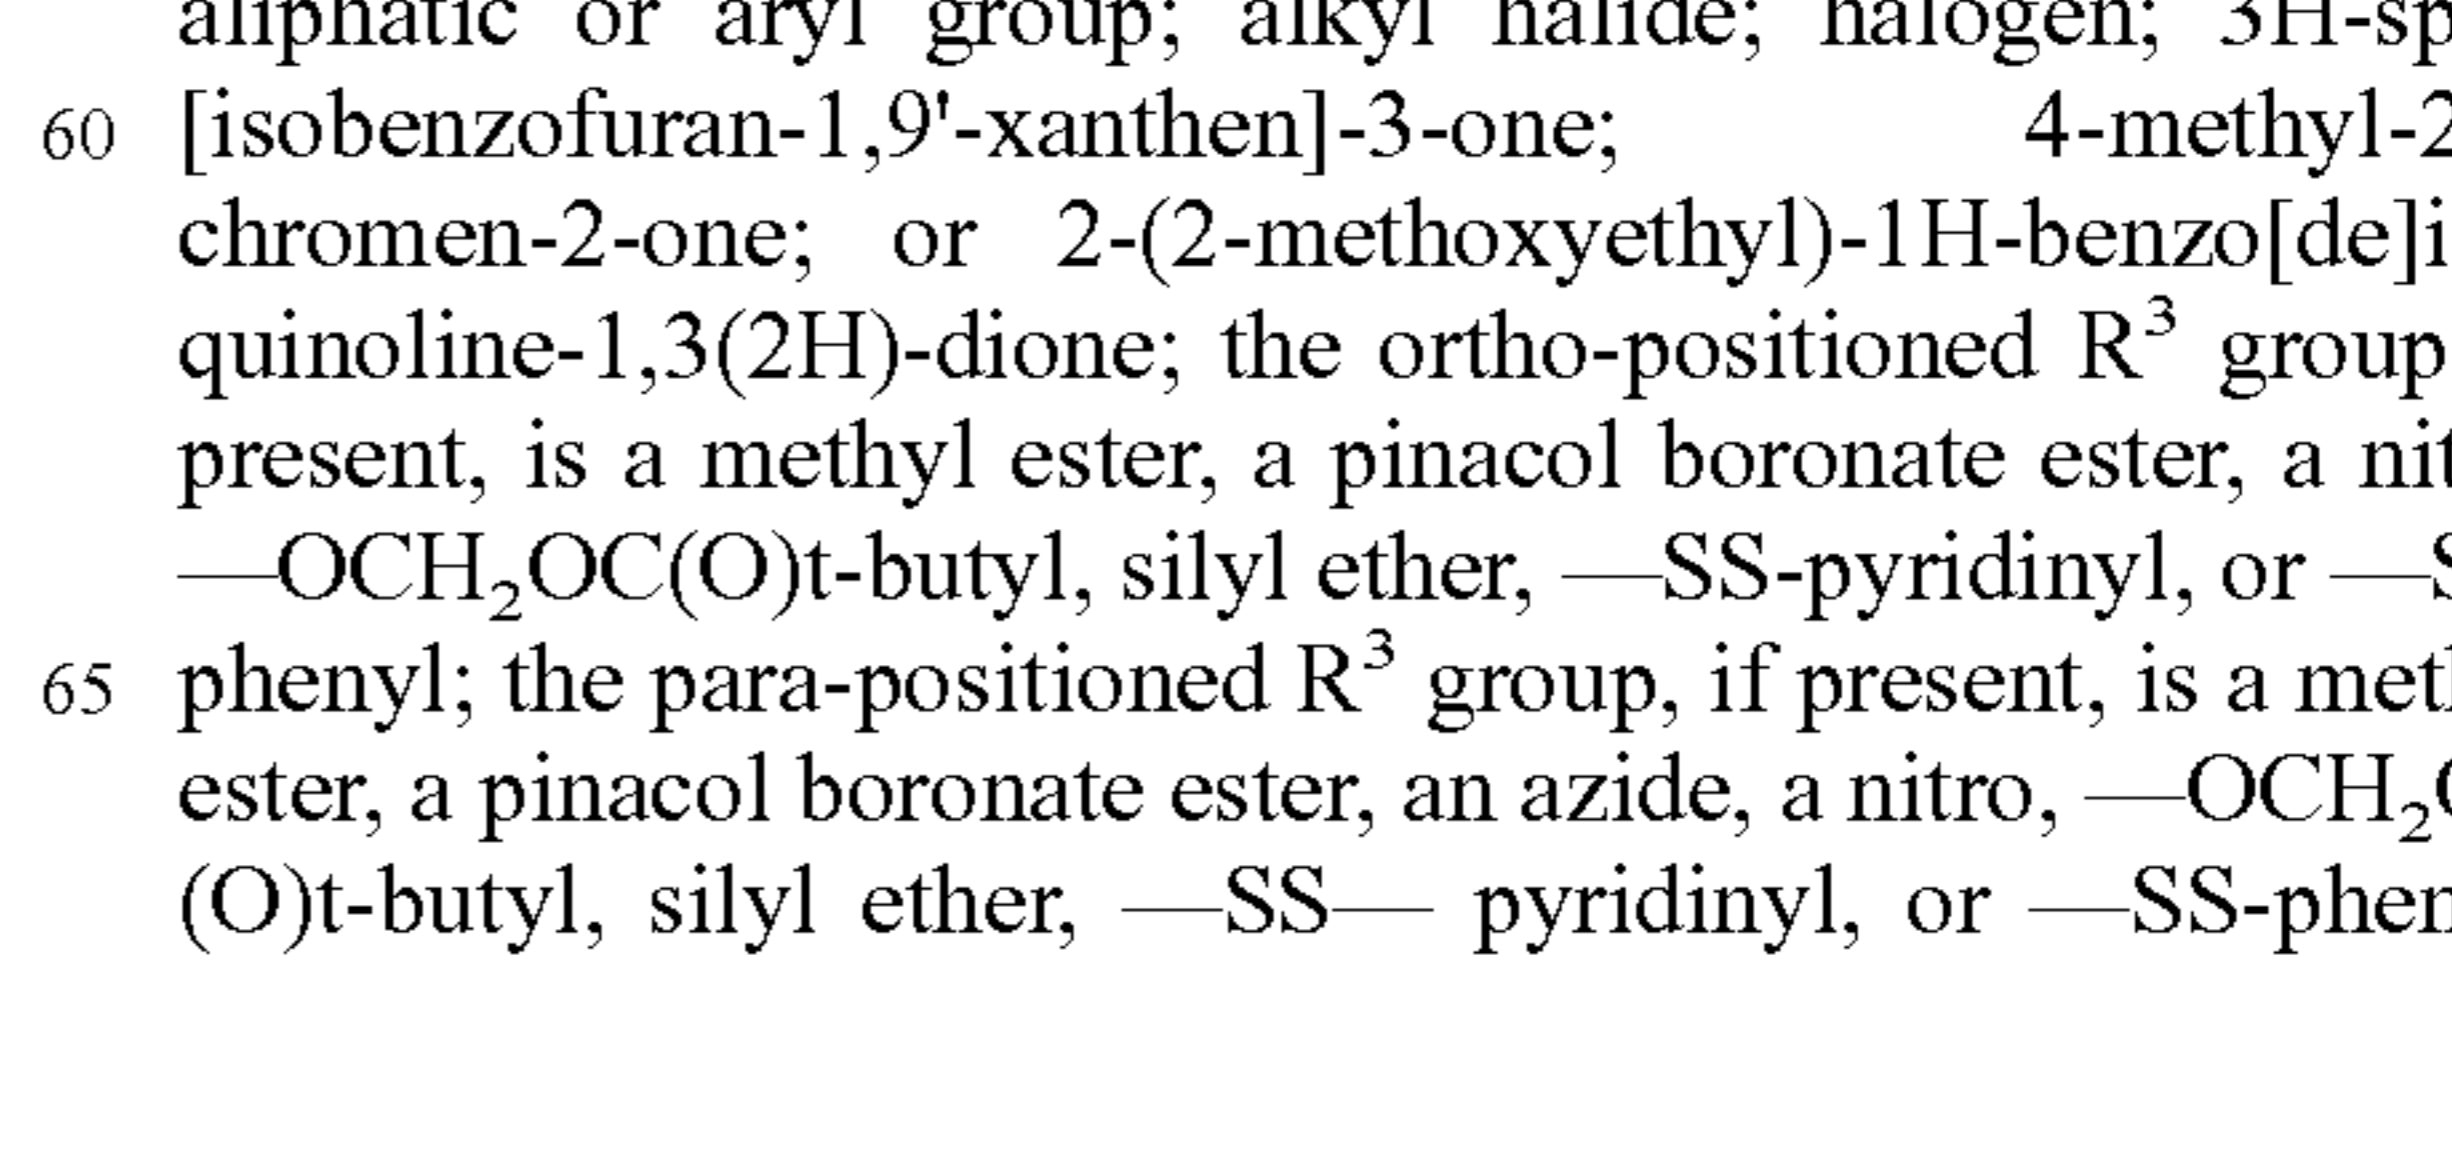 aliphatic or aryl group; alkyl halide; halogen; 3H-sp
60 [isobenzofuran-1,9'-xanthen]-3-one; 4-methyl-2
chromen-2-one; or 2-(2-methoxyethyl)-1H-benzo[de]i
quinoline-1,3(2H)-dione; the ortho-positioned R³ group
present, is a methyl ester, a pinacol boronate ester, a nit
—OCH₂OC(O)t-butyl, silyl ether, —SS-pyridinyl, or —S
65 phenyl; the para-positioned R³ group, if present, is a meth
ester, a pinacol boronate ester, an azide, a nitro, —OCH₂O
(O)t-butyl, silyl ether, —SS— pyridinyl, or —SS-phen